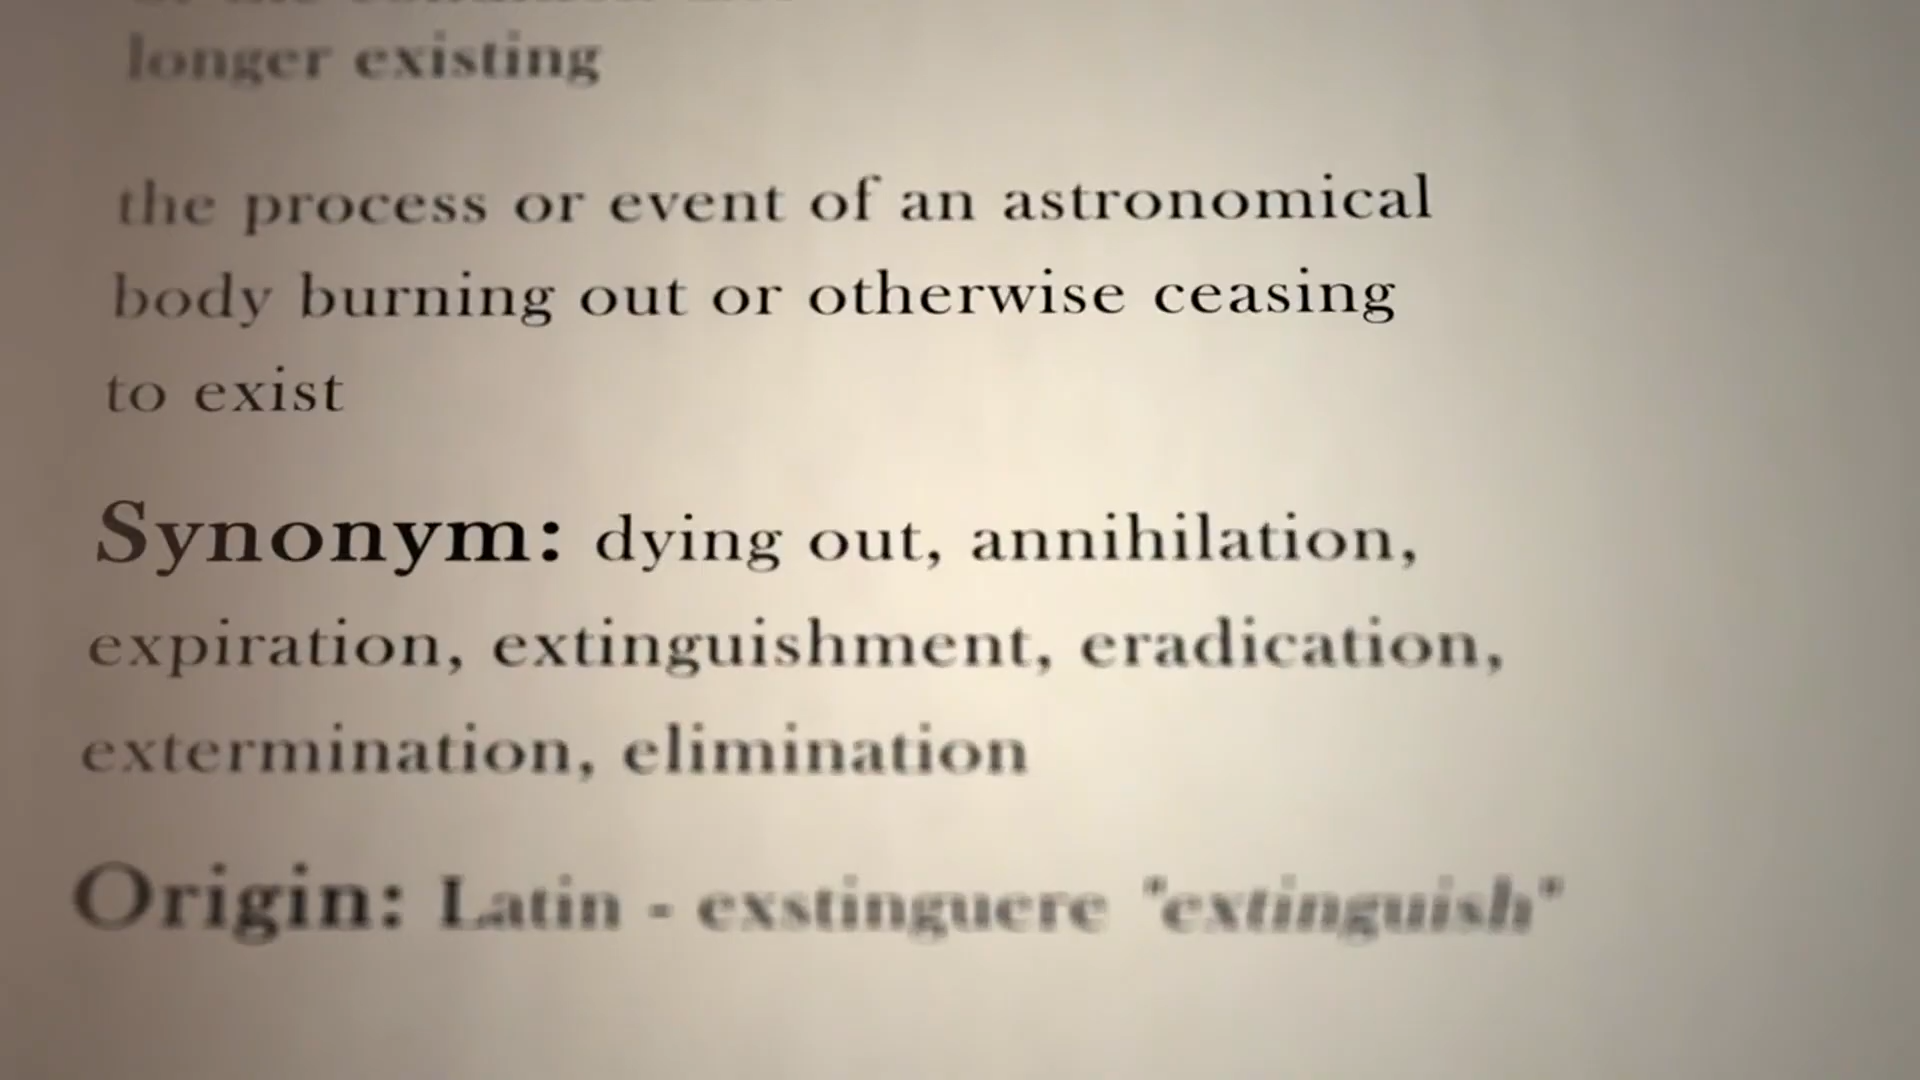 longer existing
the process or event of an astronomical
body burning out or otherwise ceasing
to exist
Synonym: dying out, annihilation,
expiration, extinguishment, eradication,
extermination, elimination
Origin: Latin - exstinguere "extinguish"